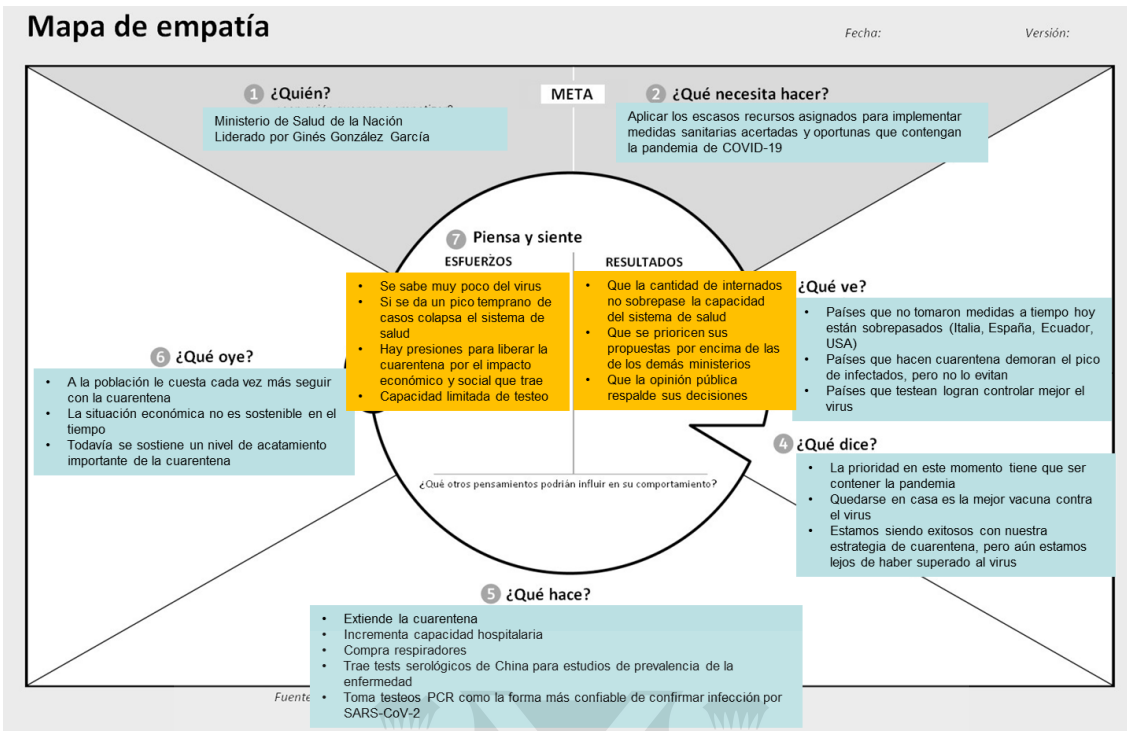 Mapa de empatía
Fecha:
Versión:
1 ¿Quién?
Ministerio de Salud de la Nación
Liderado por Ginés González García
META
2 ¿Qué necesita hacer?
Aplicar los escasos recursos asignados para implementar
medidas sanitarias acertadas y oportunas que contengan
la pandemia de COVID-19
7 Piensa y siente
ESFUERZOS
• Se sabe muy poco del virus
• Si se da un pico temprano de
casos colapsa el sistema de
salud
• Hay presiones para liberar la
cuarentena por el impacto
económico y social que trae
• Capacidad limitada de testeo
RESULTADOS
• Que la cantidad de internados
no sobrepase la capacidad
del sistema de salud
• Que se prioricen sus
propuestas por encima de las
de los demás ministerios
• Que la opinión pública
respalde sus decisiones
¿Qué otros pensamientos podrían influir en su comportamiento?
¿Qué ve?
• Países que no tomaron medidas a tiempo hoy
están sobrepasados (Italia, España, Ecuador,
USA)
• Países que hacen cuarentena demoran el pico
de infectados, pero no lo evitan
• Países que testean logran controlar mejor el
virus
4 ¿Qué dice?
• La prioridad en este momento tiene que ser
contener la pandemia
• Quedarse en casa es la mejor vacuna contra
el virus
• Estamos siendo exitosos con nuestra
estrategia de cuarentena, pero aún estamos
lejos de haber superado al virus
5 ¿Qué hace?
• Extiende la cuarentena
• Incrementa capacidad hospitalaria
• Compra respiradores
• Trae tests serológicos de China para estudios de prevalencia de la
enfermedad
• Toma testeos PCR como la forma más confiable de confirmar infección por
SARS-CoV-2
6 ¿Qué oye?
• A la población le cuesta cada vez más seguir
con la cuarentena
• La situación económica no es sostenible en el
tiempo
• Todavía se sostiene un nivel de acatamiento
importante de la cuarentena
Fuente